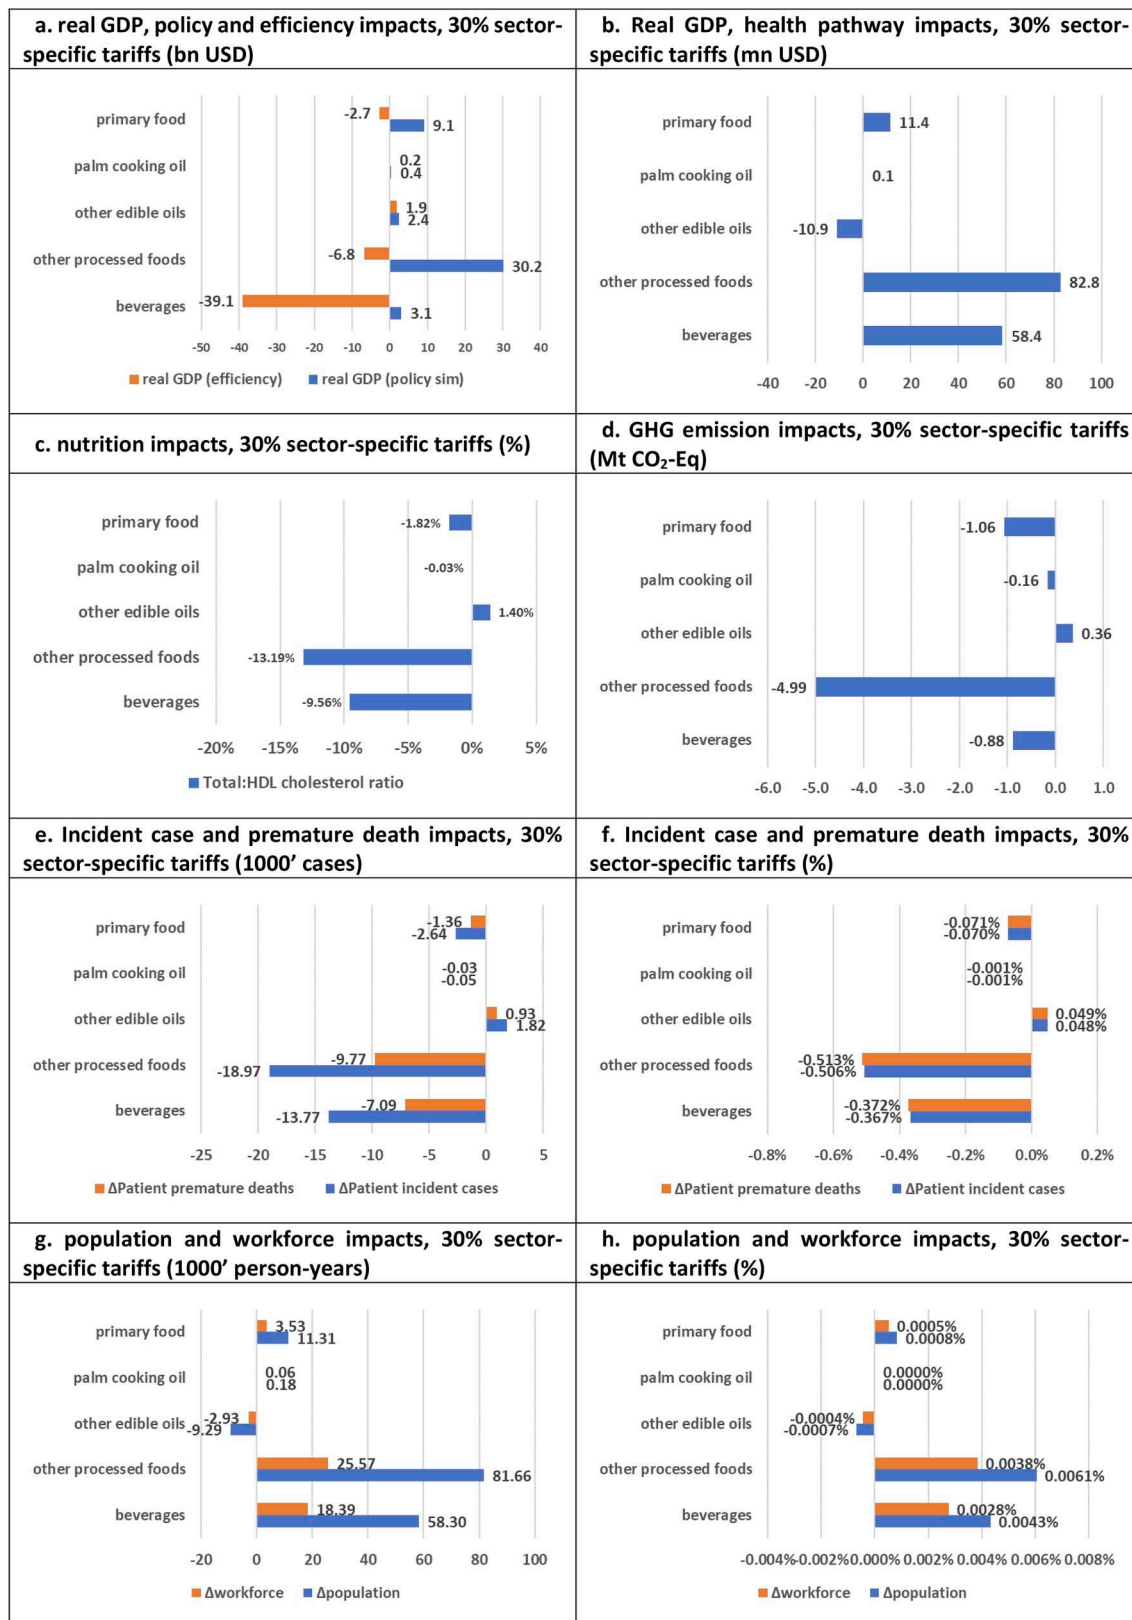 a. real GDP, policy and efficiency impacts, 30% sector-
specific tariffs (bn USD)
primary food
-2.7
9.1
palm cooking oil
0.2
0.4
other edible oils
1.9
2.4
other processed foods
-6.8
30.2
beverages
-39.1
3.1
-50 -40 -30 -20 -10 0 10 20 30 40
real GDP (efficiency) real GDP (policy sim)
b. Real GDP, health pathway impacts, 30% sector-
specific tariffs (mn USD)
primary food
11.4
palm cooking oil
0.1
other edible oils
-10.9
other processed foods
82.8
beverages
58.4
-40 -20 0 20 40 60 80 100
c. nutrition impacts, 30% sector-specific tariffs (%)
primary food
-1.82%
palm cooking oil
-0.03%
other edible oils
1.40%
other processed foods
-13.19%
beverages
-9.56%
-20% -15% -10% -5% 0% 5%
Total:HDL cholesterol ratio
d. GHG emission impacts, 30% sector-specific tariffs
(Mt CO₂-Eq)
primary food
-1.06
palm cooking oil
-0.16
other edible oils
0.36
other processed foods
-4.99
beverages
-0.88
-6.0 -5.0 -4.0 -3.0 -2.0 -1.0 0.0 1.0
e. Incident case and premature death impacts, 30%
sector-specific tariffs (1000’ cases)
primary food
-1.36
-2.64
palm cooking oil
-0.03
-0.05
other edible oils
0.93
1.82
other processed foods
-9.77
-18.97
beverages
-7.09
-13.77
-25 -20 -15 -10 -5 0 5
ΔPatient premature deaths ΔPatient incident cases
f. Incident case and premature death impacts, 30%
sector-specific tariffs (%)
primary food
-0.071%
-0.070%
palm cooking oil
-0.001%
-0.001%
other edible oils
0.049%
0.048%
other processed foods
-0.513%
-0.506%
beverages
-0.372%
-0.367%
-0.8% -0.6% -0.4% -0.2% 0.0% 0.2%
ΔPatient premature deaths ΔPatient incident cases
g. population and workforce impacts, 30% sector-
specific tariffs (1000’ person-years)
primary food
3.53
11.31
palm cooking oil
0.06
0.18
other edible oils
-2.93
-9.29
other processed foods
25.57
81.66
beverages
18.39
58.30
-20 0 20 40 60 80 100
Δworkforce Δpopulation
h. population and workforce impacts, 30% sector-
specific tariffs (%)
primary food
0.0005%
0.0008%
palm cooking oil
0.0000%
0.0000%
other edible oils
-0.0004%
-0.0007%
other processed foods
0.0038%
0.0061%
beverages
0.0028%
0.0043%
-0.004% -0.002% 0.000% 0.002% 0.004% 0.006% 0.008%
Δworkforce Δpopulation